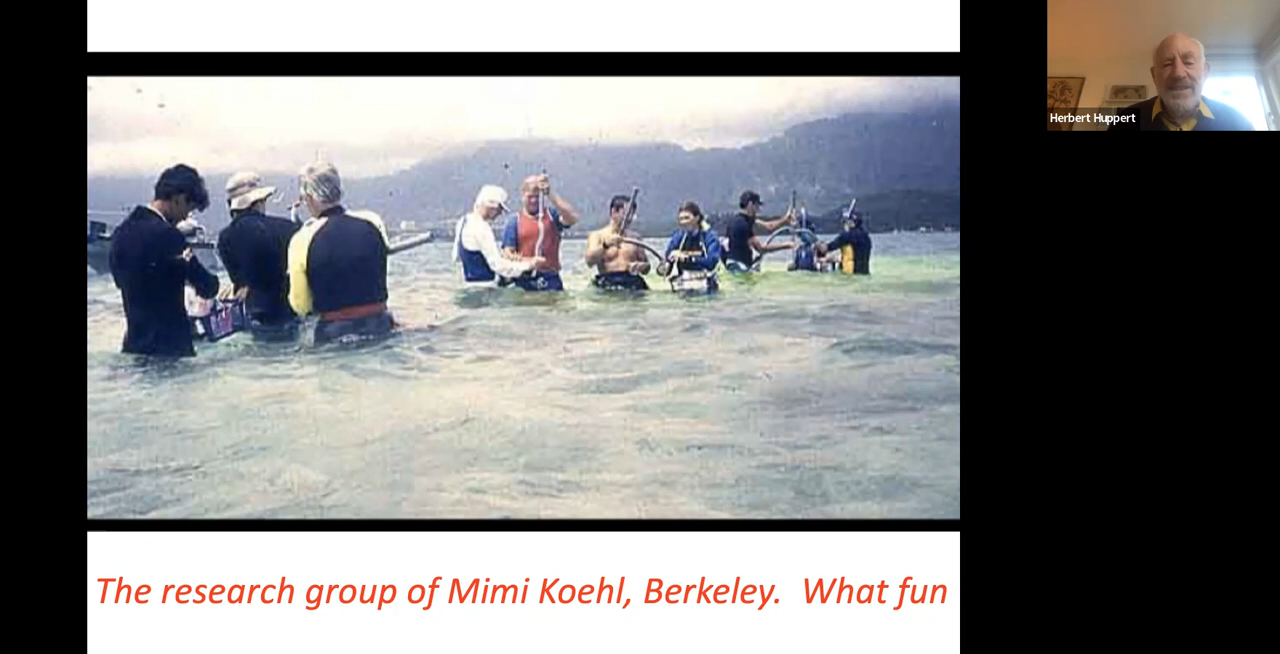 Herbert Huppert
The research group of Mimi Koehl, Berkeley.  What fun